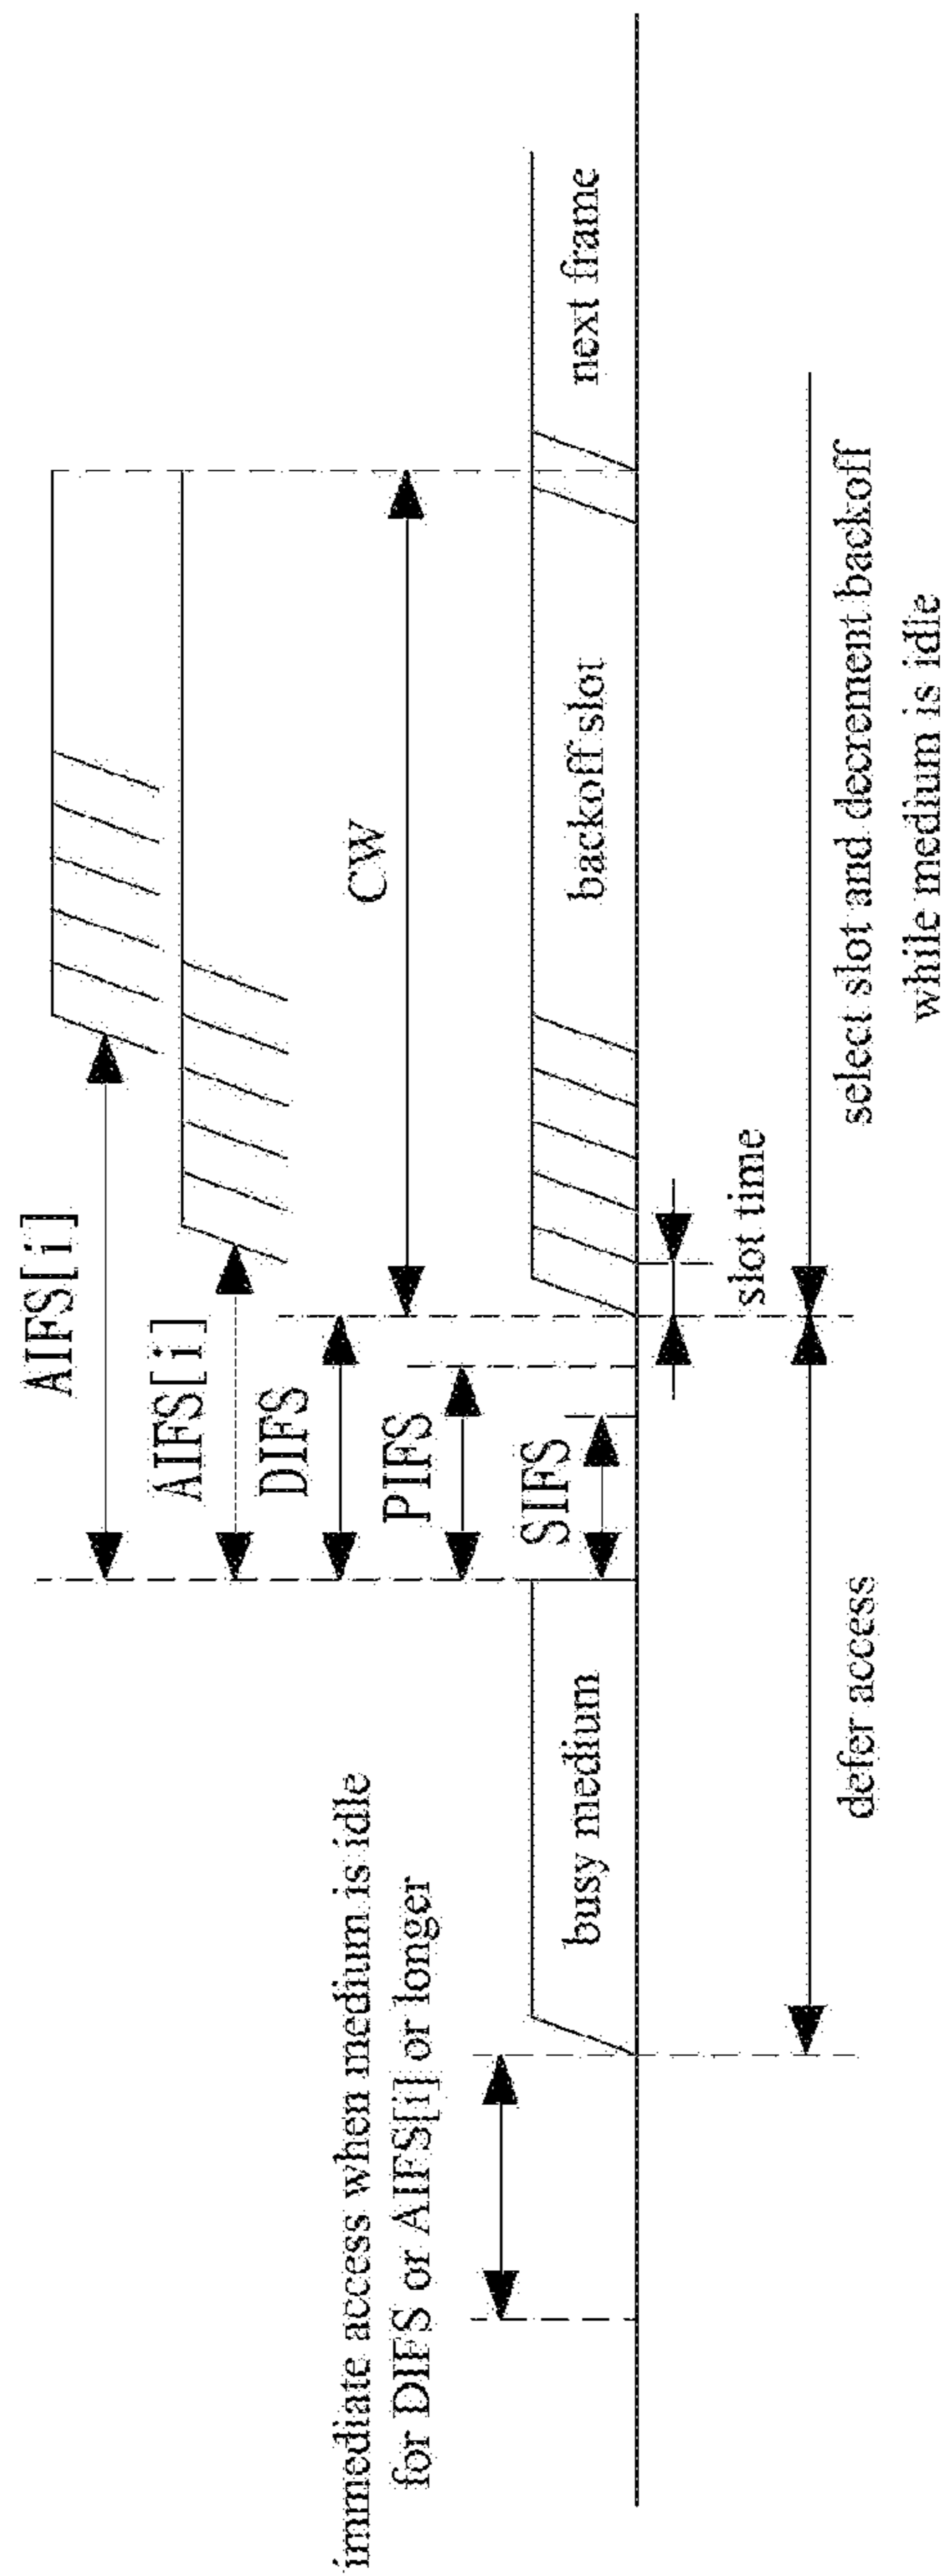 AIFS[i]
AIFS[i]
immediate access when medium is idle
for DIFS or AIFS[i] or longer
DIFS
PIFS
CW
SIFS
busy medium
backoff slot
next frame
slot time
defer access
select slot and decrement backoff
while medium is idle